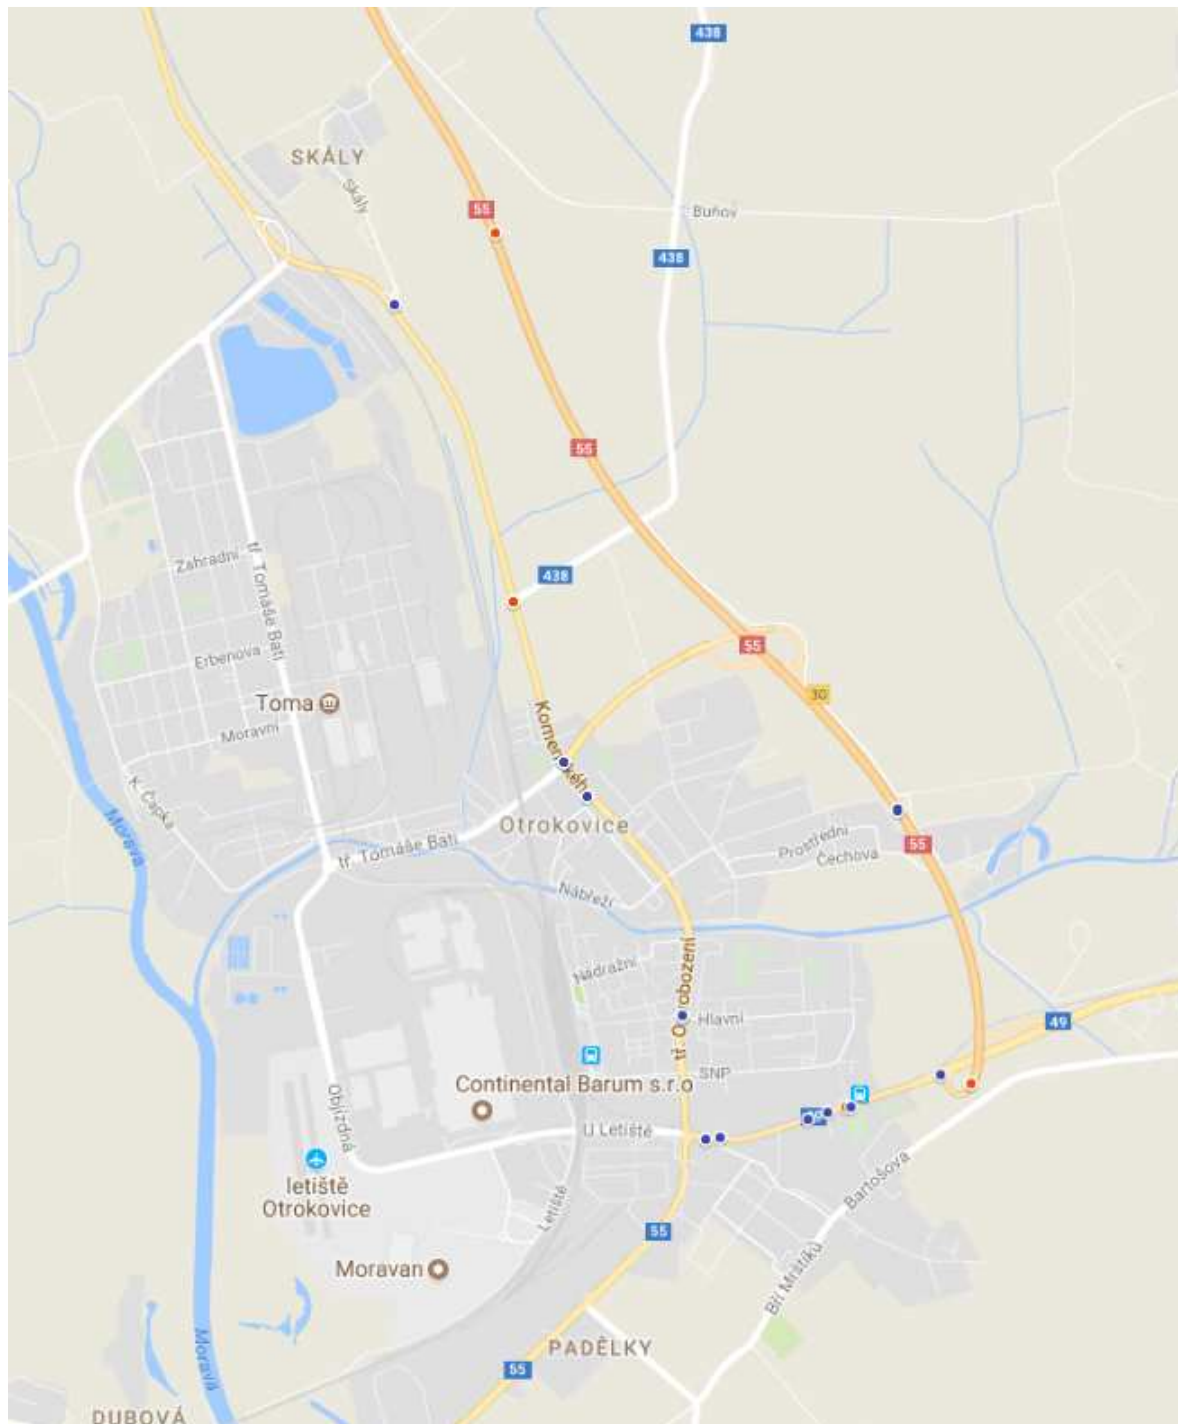 438
SKÁLY
Skály
55
Buňov
438
55
Zahradní
tř. Tomáše Bati
438
Erbenova
55
30
Toma
Moravní
Komenskéh
K. Čapka
Morava
Otrokovice
Prostřední
tř. Tomáše Bati
55
Čechova
Nábřeží
Nádražní
tř. O vobození
Hlavní
49
SNP
Continental Barum s.r.o
Objízdná
U Letiště
letiště
Otrokovice
Bartošova
Letiště
55
Moravan
Bří Mrštíků
PADĚLKY
Morava
55
DUBOVÁ